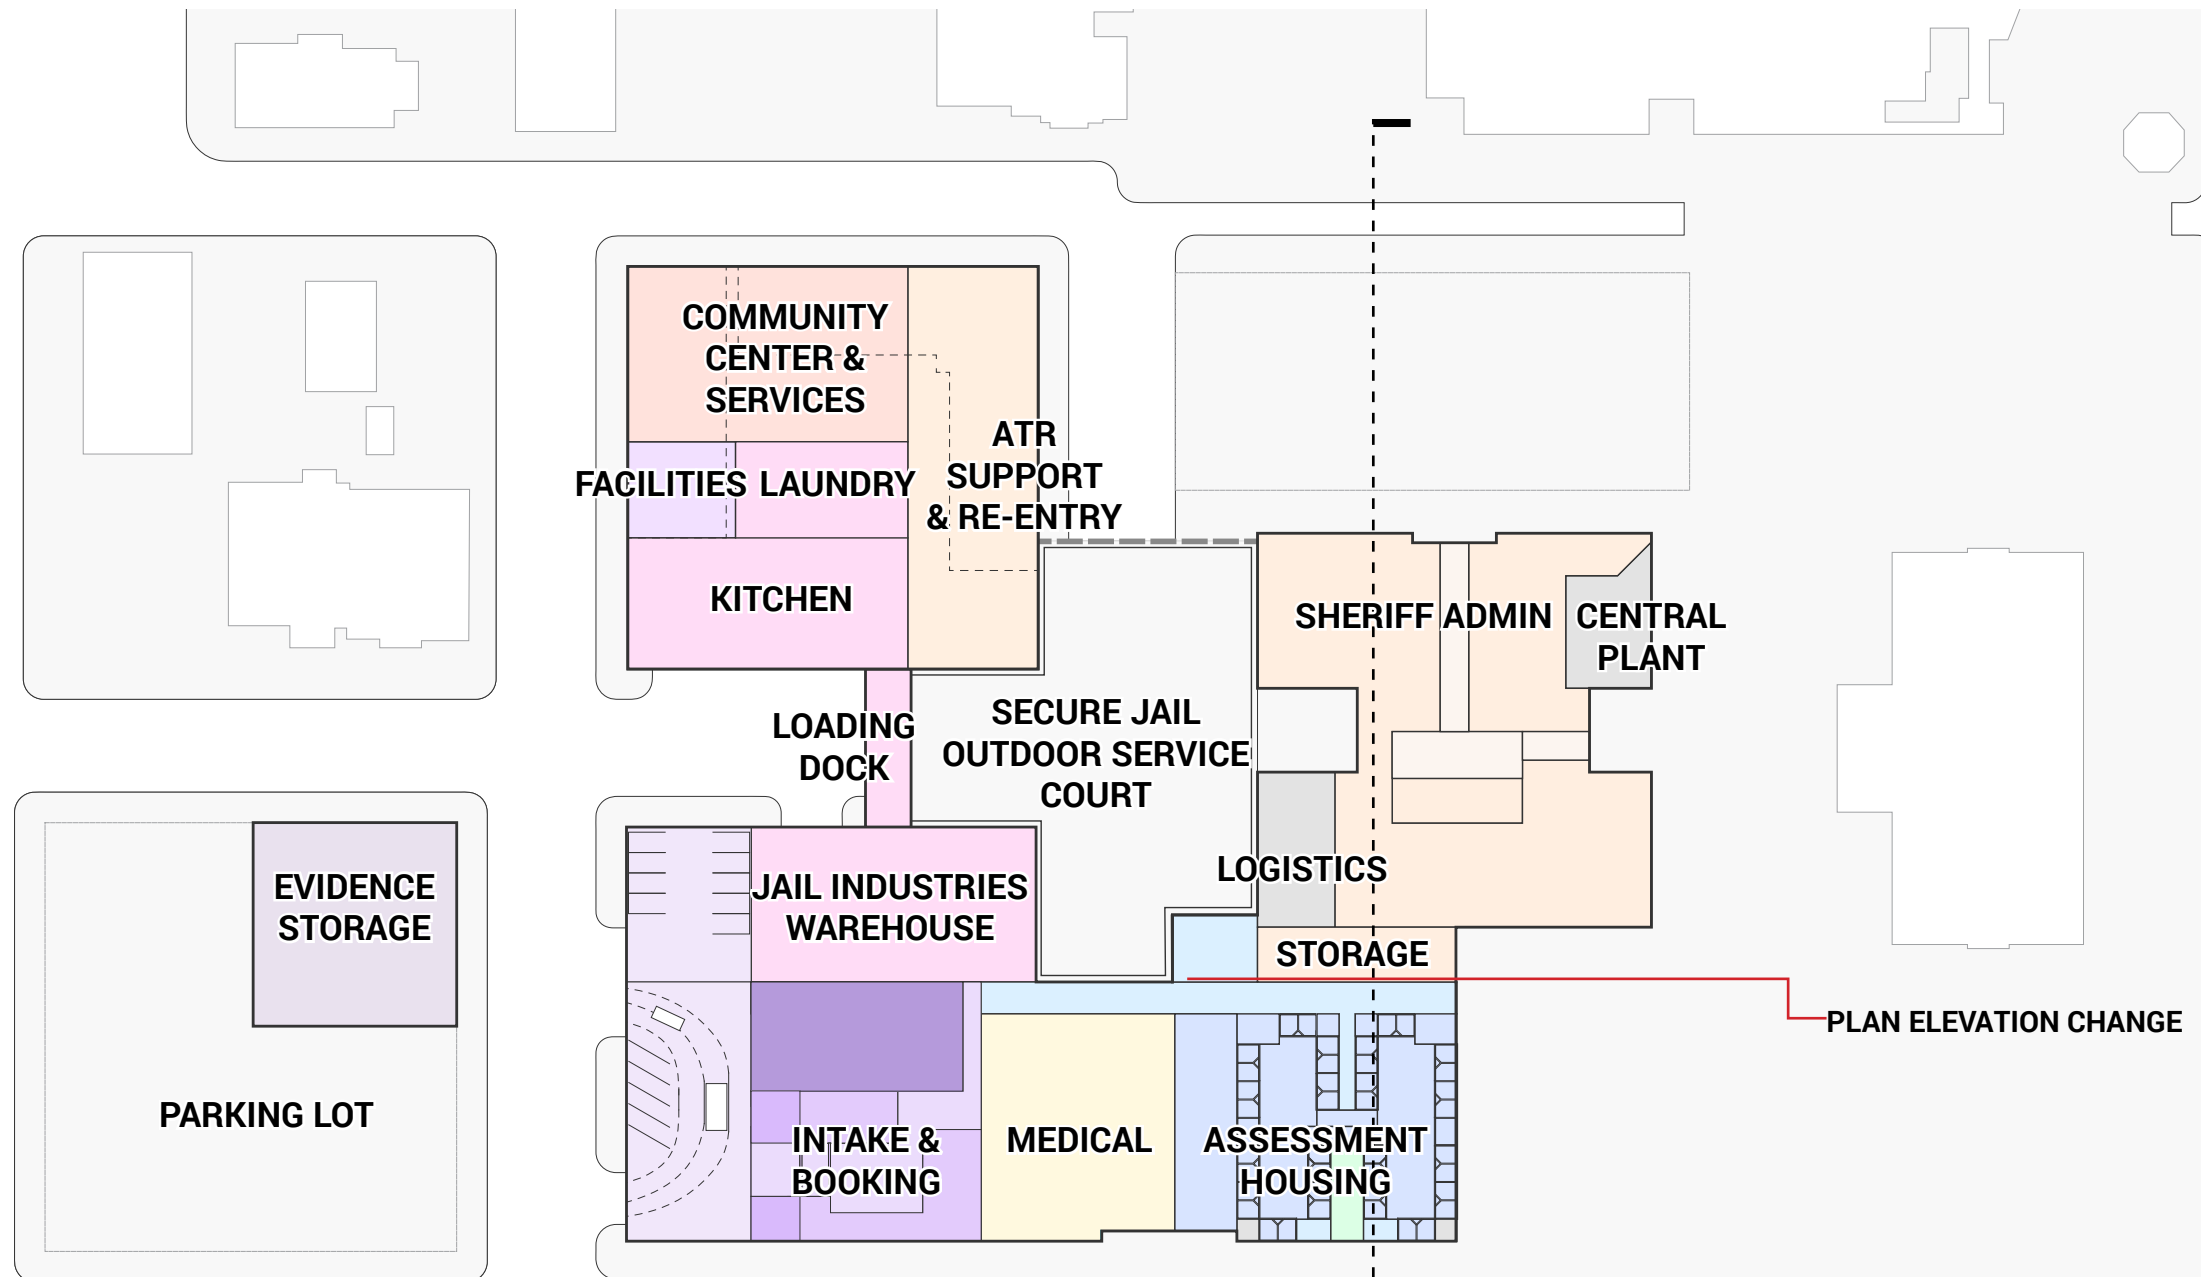 COMMUNITY
CENTER &
SERVICES
ATR
SUPPORT
& RE-ENTRY
FACILITIES
LAUNDRY
KITCHEN
SHERIFF ADMIN
CENTRAL
PLANT
LOADING
DOCK
SECURE JAIL
OUTDOOR SERVICE
COURT
EVIDENCE
STORAGE
JAIL INDUSTRIES
WAREHOUSE
LOGISTICS
STORAGE
PLAN ELEVATION CHANGE
PARKING LOT
INTAKE &
BOOKING
MEDICAL
ASSESSMENT
HOUSING